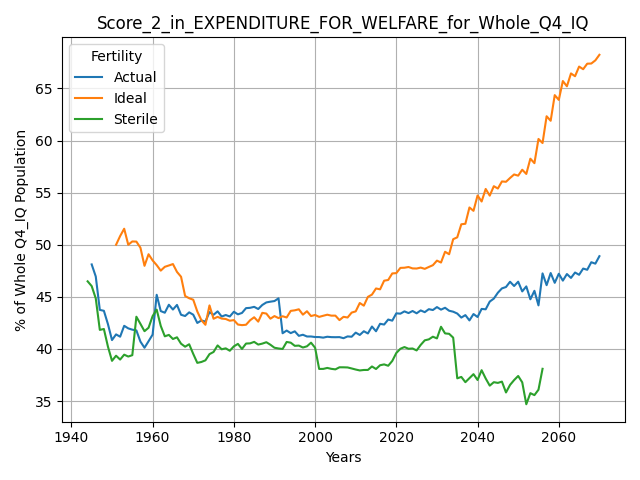 Score_2_in_EXPENDITURE_FOR_WELFARE_for_Whole_Q4_IQ
Fertility
Actual
Ideal
Sterile
% of Whole Q4_IQ Population
65
60
55
50
45
40
35
1940 1960 1980 2000 2020 2040 2060
Years